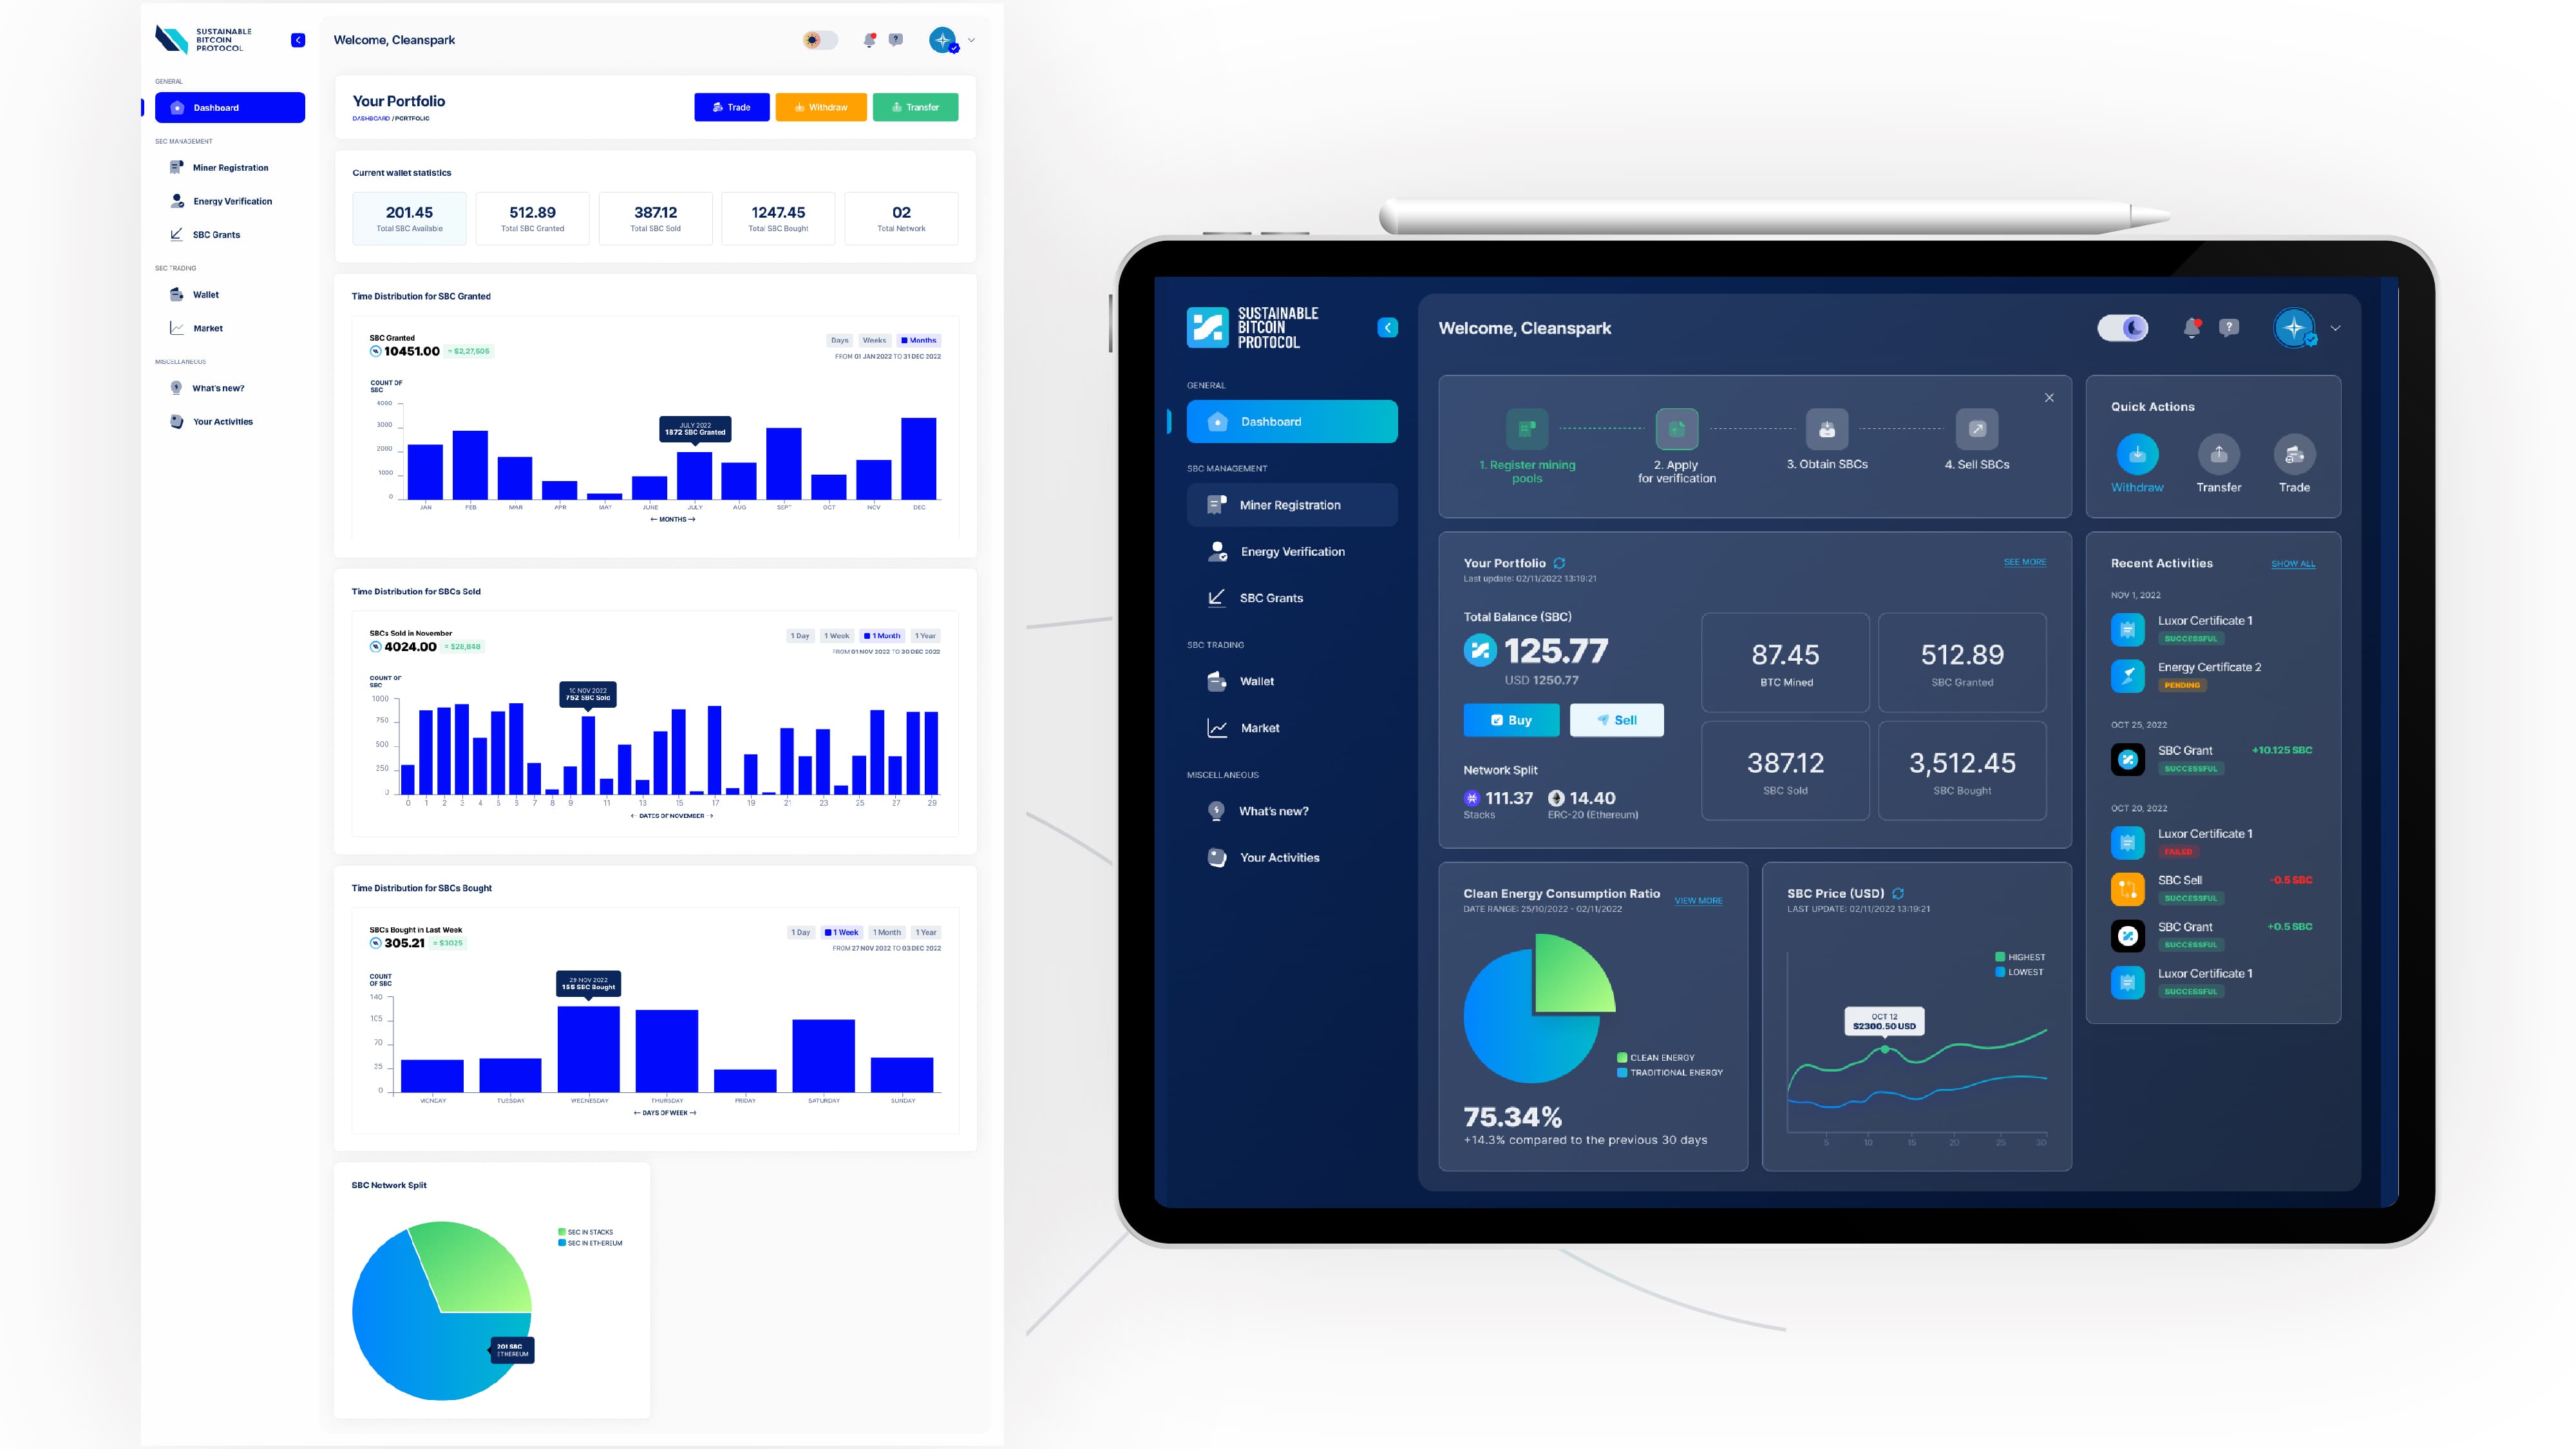 SUSTAINABLE
BITCOIN
PROTOCOL
GENERAL
Dashboard
SEC MANAGEMENT
Miner Registration
Energy Verification
SBC Grants
SEC TRADING
Wallet
Market
MISCELLANEOUS
What's new?
Your Activities
Welcome, Cleanspark
?
Your Portfolio
DASHBOARD / PORTFOLIO
Trade
Withdraw
Transfer
Current wallet statistics
201.45
Total SBC Available
512.89
Total SBC Granted
387.12
Total SBC Sold
1247.45
Total SBC Bought
02
Total Network
Time Distribution for SBC Granted
SBC Granted
10451.00 ≈ $2,27,605
Days Weeks Months
FROM 01 JAN 2022 TO 31 DEC 2022
COUNT OF
SBC
4000
3000
2000
1000
0
JULY 2022
1872 SBC Granted
JAN FEB MAR APR MAY JUNE JULY AUG SEPT OCT NOV DEC
← MONTHS →
Time Distribution for SBCs Sold
SBCs Sold in November
4024.00 ≈ $28,848
1 Day 1 Week 1 Month 1 Year
FROM 01 NOV 2022 TO 30 DEC 2022
COUNT OF
SBC
1000
750
500
250
0
10 NOV 2022
752 SBC Sold
0 1 2 3 4 5 6 7 8 9 11 13 15 17 19 21 23 25 27 29
← DATES OF NOVEMBER →
Time Distribution for SBCs Bought
SBCs Bought in Last Week
305.21 ≈ $3025
1 Day 1 Week 1 Month 1 Year
FROM 27 NOV 2022 TO 03 DEC 2022
COUNT
OF SBC
140
105
70
35
0
29 NOV 2022
155 SBC Bought
MONDAY TUESDAY WEDNESDAY THURSDAY FRIDAY SATURDAY SUNDAY
← DAYS OF WEEK →
SBC Network Split
SEC IN STACKS
SEC IN ETHEREUM
201 SBC
ETHEREUM
SUSTAINABLE
BITCOIN
PROTOCOL
GENERAL
Dashboard
SBC MANAGEMENT
Miner Registration
Energy Verification
SBC Grants
SBC TRADING
Wallet
Market
MISCELLANEOUS
What's new?
Your Activities
Welcome, Cleanspark
?
1. Register mining
pools
2. Apply
for verification
3. Obtain SBCs
4. Sell SBCs
Quick Actions
Withdraw Transfer Trade
Your Portfolio
SEE MORE
Last update: 02/11/2022 13:19:21
Total Balance (SBC)
125.77
USD 1250.77
Buy Sell
Network Split
111.37
Stacks
14.40
ERC-20 (Ethereum)
87.45
BTC Mined
512.89
SBC Granted
387.12
SBC Sold
3,512.45
SBC Bought
Clean Energy Consumption Ratio
VIEW MORE
DATE RANGE: 25/10/2022 - 02/11/2022
CLEAN ENERGY
TRADITIONAL ENERGY
75.34%
+14.3% compared to the previous 30 days
SBC Price (USD)
LAST UPDATE: 02/11/2022 13:19:21
HIGHEST
LOWEST
OCT 12
$2300.50 USD
5 10 15 20 25 30
Recent Activities
SHOW ALL
NOV 1, 2022
Luxor Certificate 1
SUCCESSFUL
Energy Certificate 2
PENDING
OCT 25, 2022
SBC Grant +10.125 SBC
SUCCESSFUL
OCT 20, 2022
Luxor Certificate 1
FAILED
SBC Sell -0.5 SBC
SUCCESSFUL
SBC Grant +0.5 SBC
SUCCESSFUL
Luxor Certificate 1
SUCCESSFUL